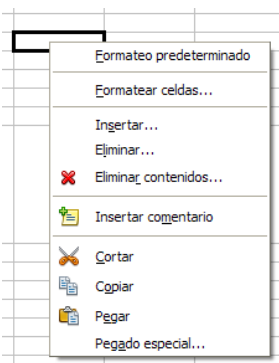 Formateo predeterminado
Formatear celdas...
Insertar...
Eliminar...
Eliminar contenidos...
Insertar comentario
Cortar
Copiar
Pegar
Pegado especial...